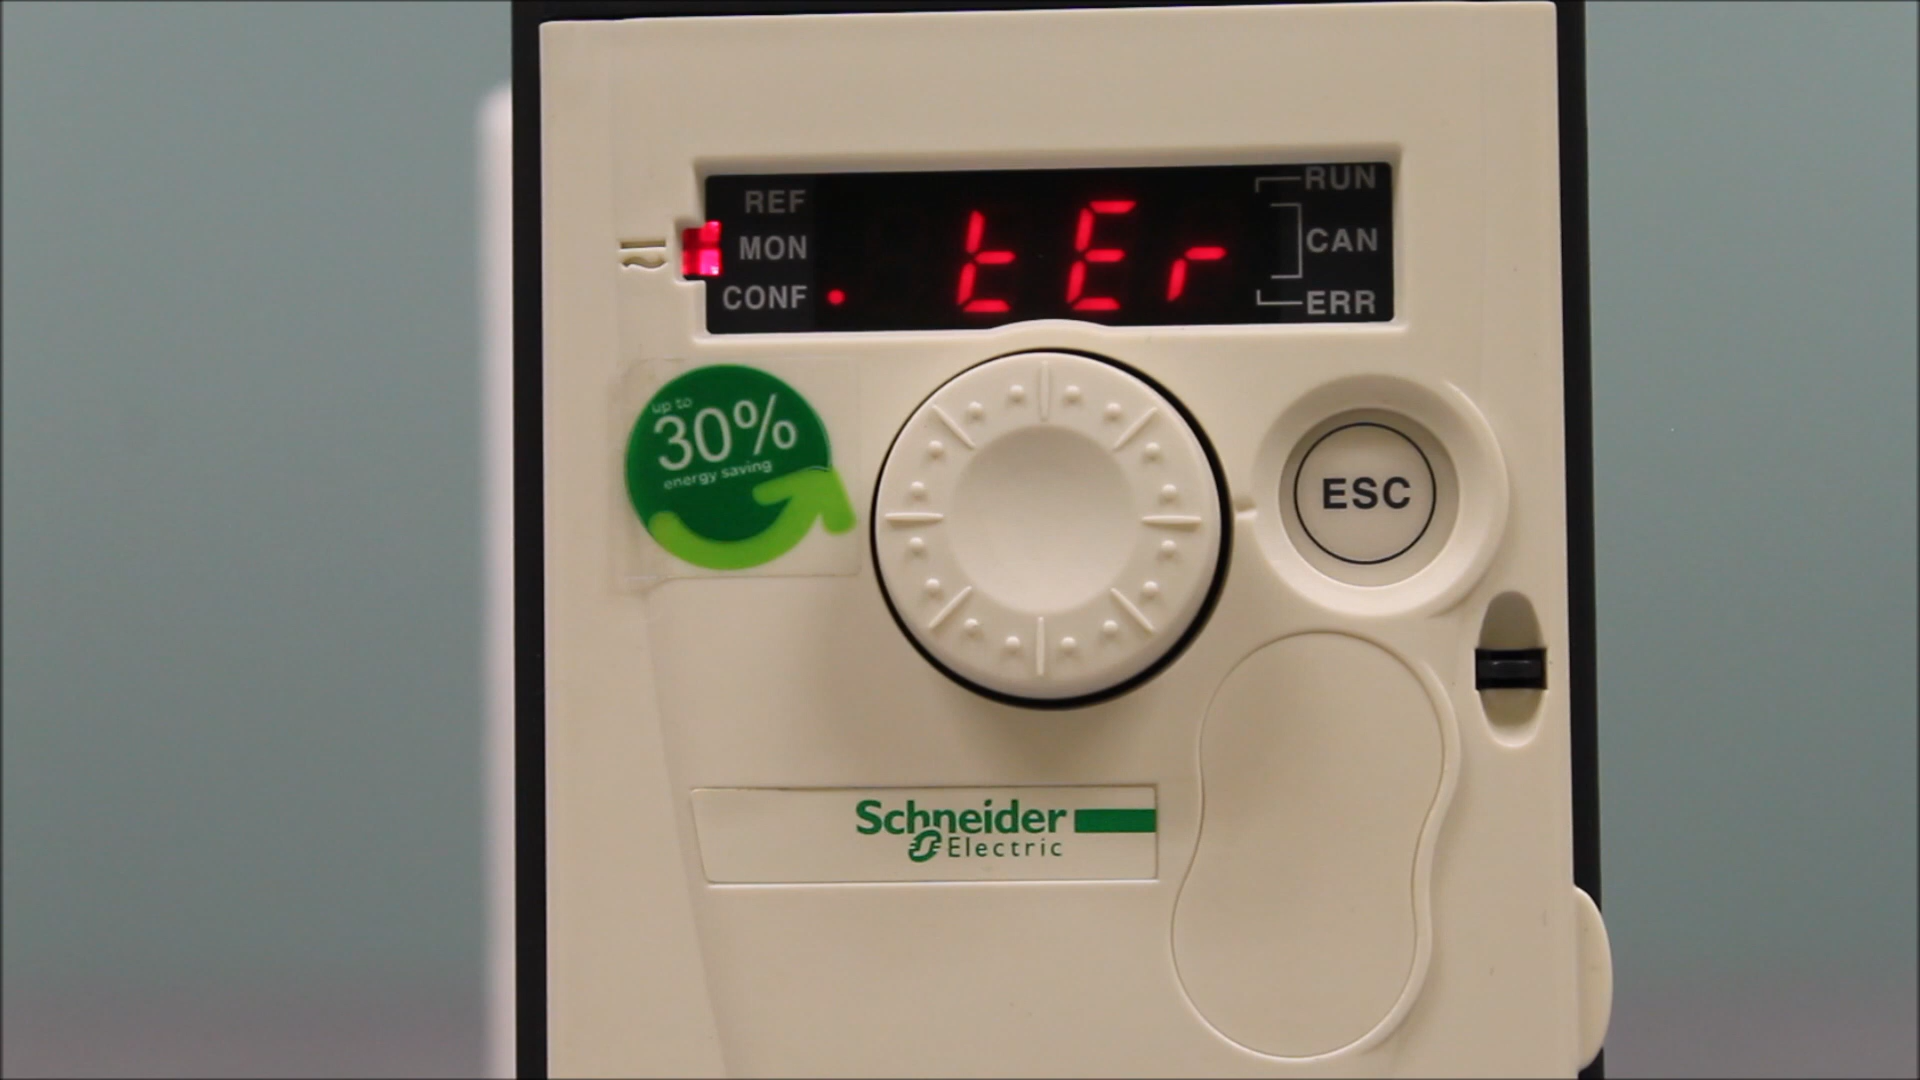 REF
MON
CONF
. tEr
RUN
CAN
ERR
up to
30%
energy saving
ESC
Schneider
Electric